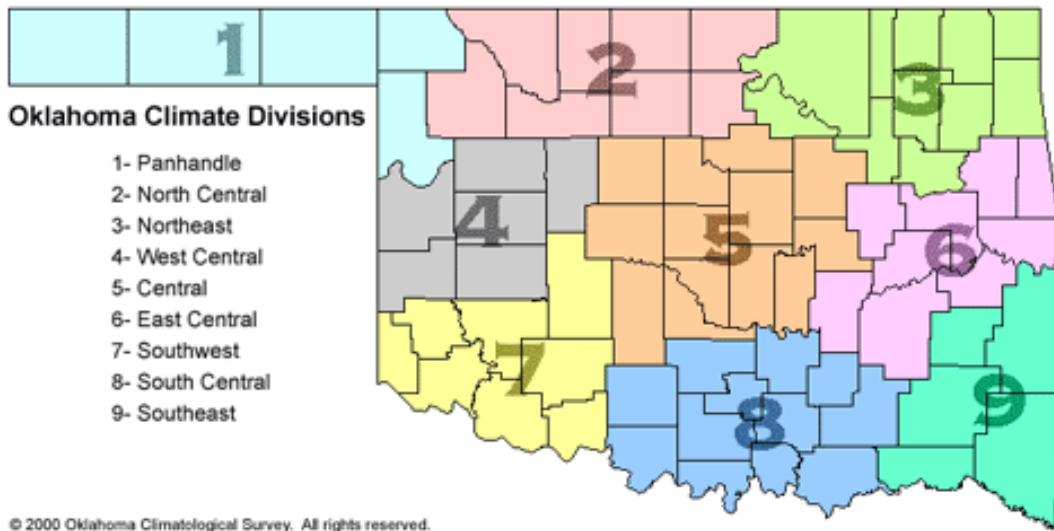 1
2
3
Oklahoma Climate Divisions
1- Panhandle
2- North Central
3- Northeast
4- West Central
5- Central
6- East Central
7- Southwest
8- South Central
9- Southeast
4
5
6
7
8
9
© 2000 Oklahoma Climatological Survey. All rights reserved.